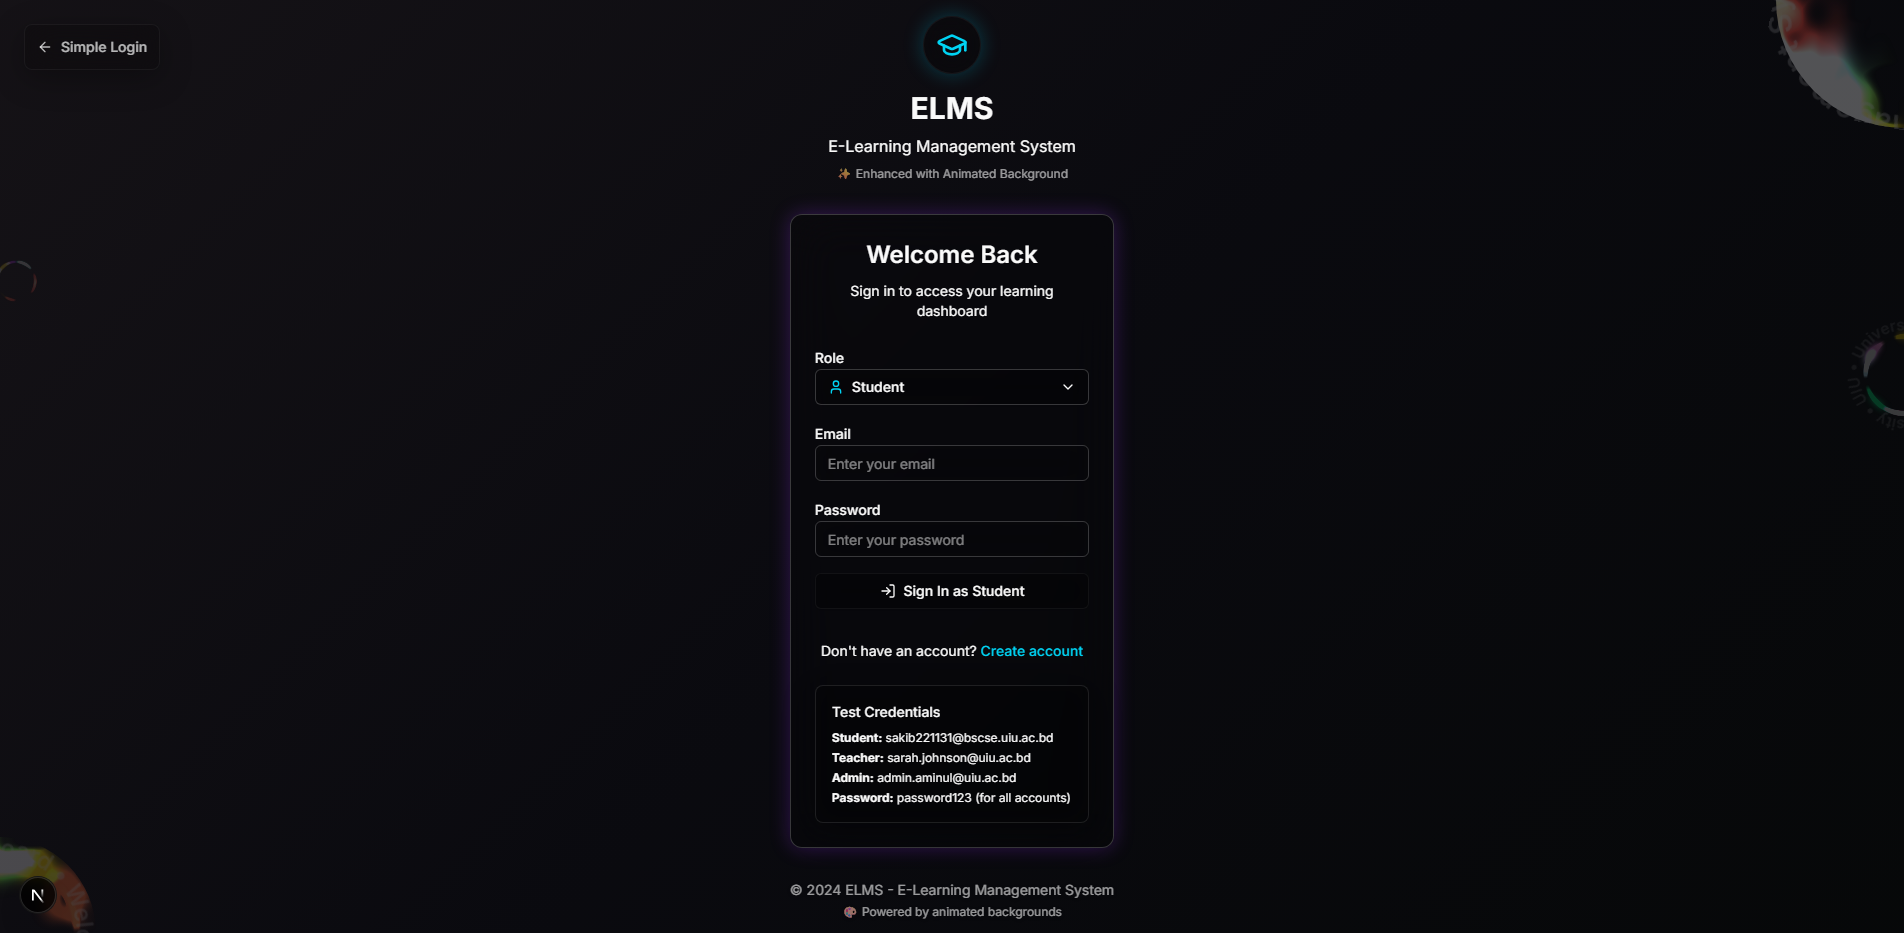 Simple Login
ELMS
E-Learning Management System
✨ Enhanced with Animated Background
Welcome Back
Sign in to access your learning
dashboard
Role
Student
Email
Enter your email
Password
Enter your password
Sign In as Student
Don't have an account? Create account
Test Credentials
Student: sakib221131@bscse.uiu.ac.bd
Teacher: sarah.johnson@uiu.ac.bd
Admin: admin.aminul@uiu.ac.bd
Password: password123 (for all accounts)
© 2024 ELMS - E-Learning Management System
🎨 Powered by animated backgrounds
N
UIU